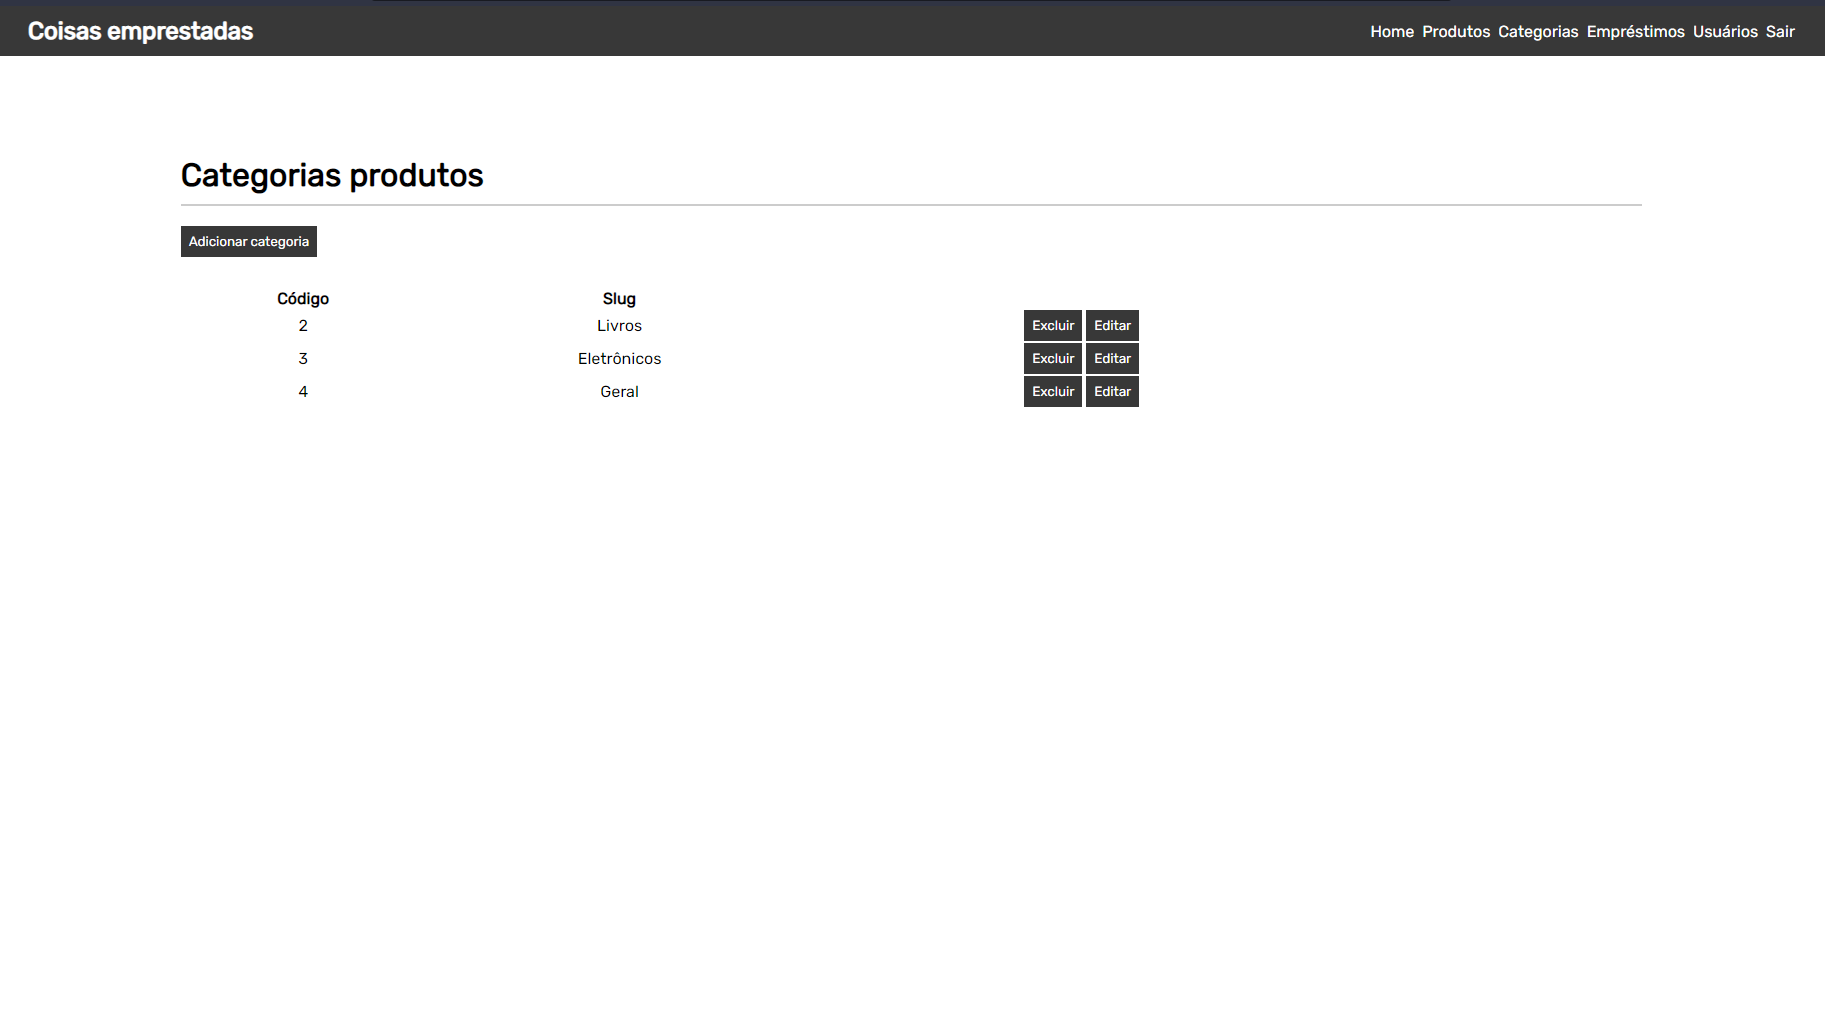 Coisas emprestadas
Home Produtos Categorias Empréstimos Usuários Sair
Categorias produtos
Adicionar categoria
Código Slug
2 Livros Excluir Editar
3 Eletrônicos Excluir Editar
4 Geral Excluir Editar